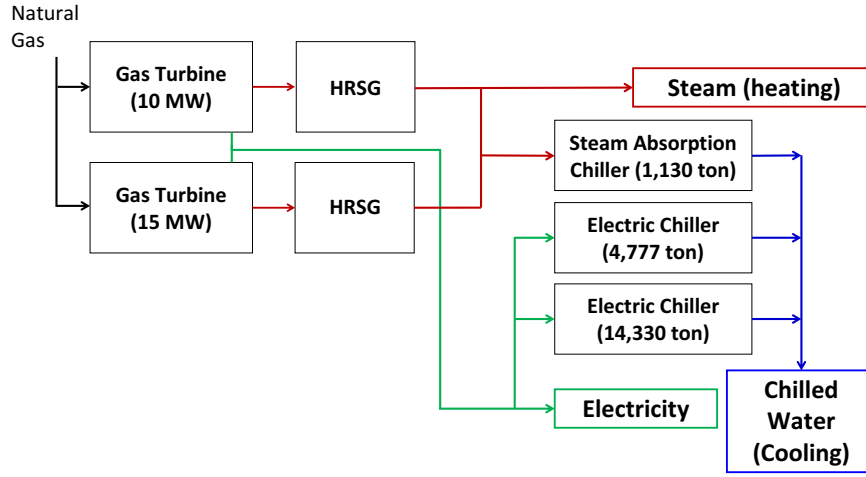 Natural
Gas
Gas Turbine
(10 MW)
HRSG
Steam (heating)
Steam Absorption
Chiller (1,130 ton)
Gas Turbine
(15 MW)
HRSG
Electric Chiller
(4,777 ton)
Electric Chiller
(14,330 ton)
Electricity
Chilled
Water
(Cooling)